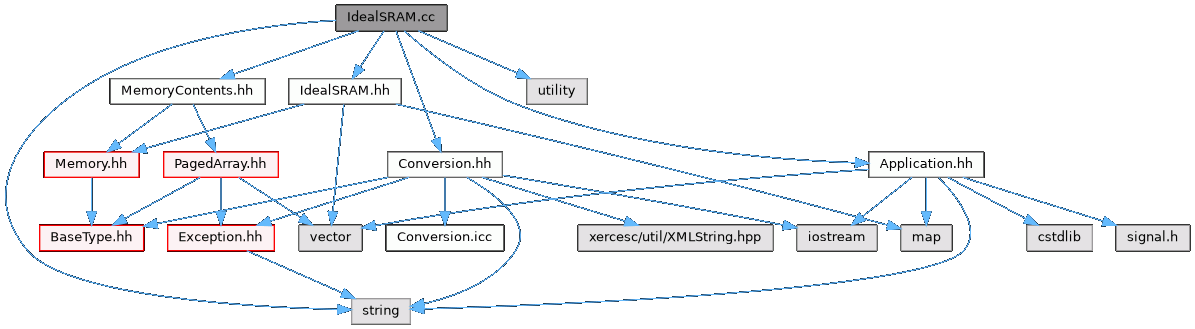 IdealSRAM.cc
MemoryContents.hh
IdealSRAM.hh
utility
Memory.hh
PagedArray.hh
Conversion.hh
Application.hh
BaseType.hh
Exception.hh
vector
Conversion.icc
xercesc/util/XMLString.hpp
iostream
map
cstdlib
signal.h
string